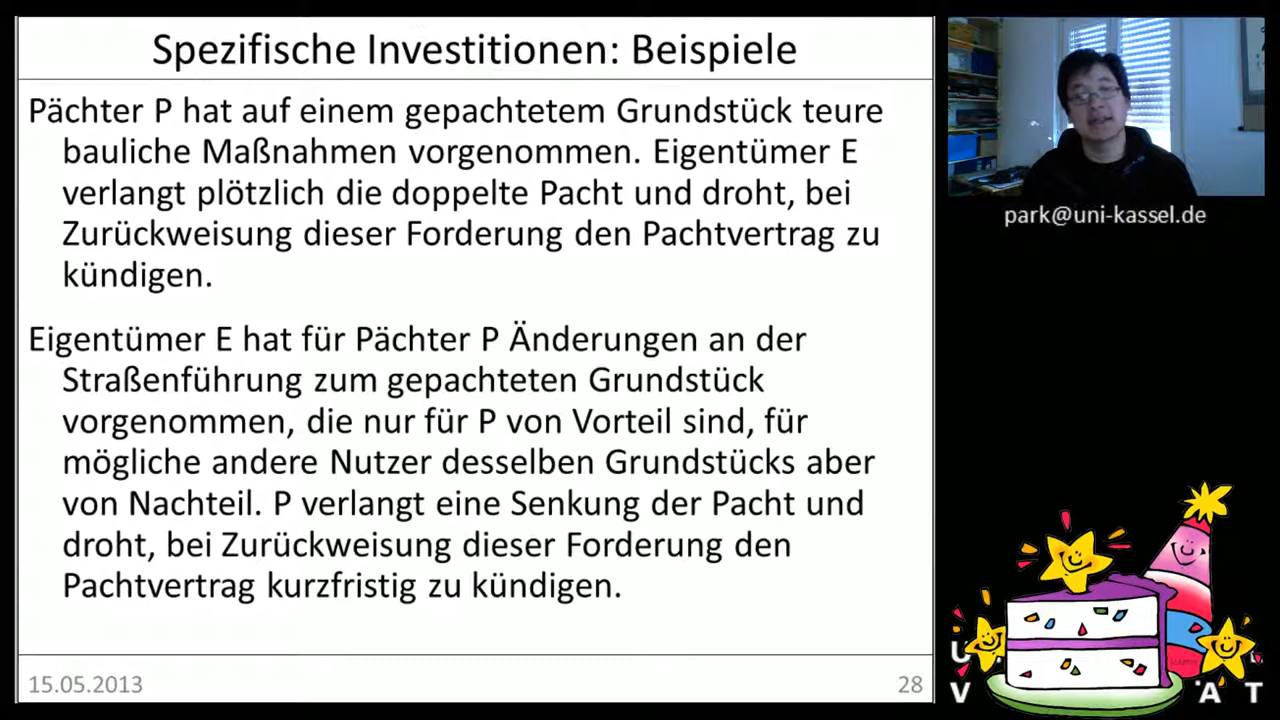 Spezifische Investitionen: Beispiele
Pächter P hat auf einem gepachtetem Grundstück teure
bauliche Maßnahmen vorgenommen. Eigentümer E
verlangt plötzlich die doppelte Pacht und droht, bei
Zurückweisung dieser Forderung den Pachtvertrag zu
kündigen.
Eigentümer E hat für Pächter P Änderungen an der
Straßenführung zum gepachteten Grundstück
vorgenommen, die nur für P von Vorteil sind, für
mögliche andere Nutzer desselben Grundstücks aber
von Nachteil. P verlangt eine Senkung der Pacht und
droht, bei Zurückweisung dieser Forderung den
Pachtvertrag kurzfristig zu kündigen.
15.05.2013
28
park@uni-kassel.de
U
V A T